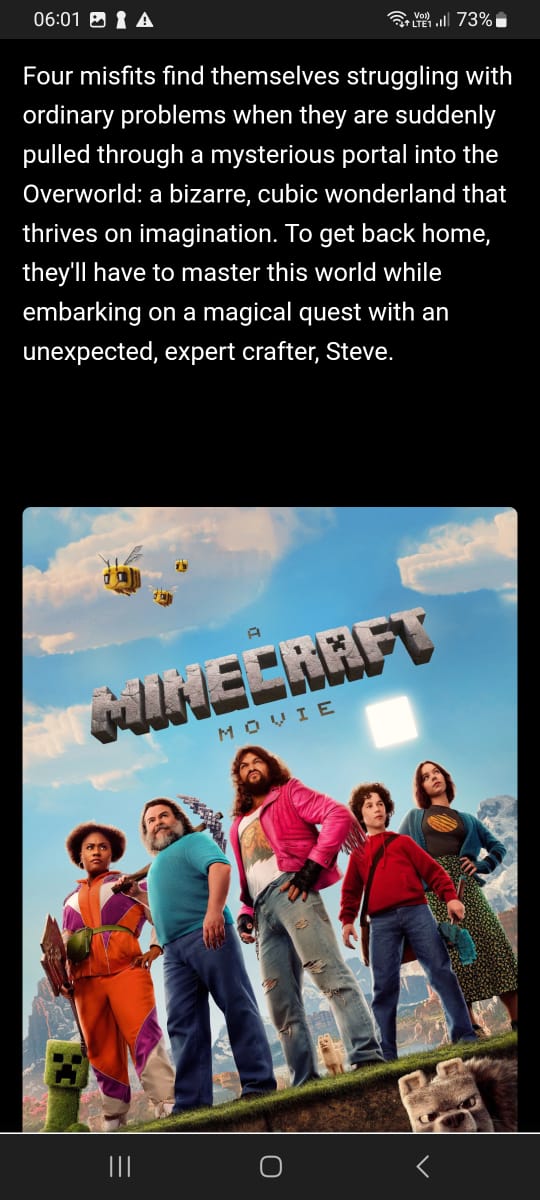 06:01 Vo)) LTE1 73%
Four misfits find themselves struggling with
ordinary problems when they are suddenly
pulled through a mysterious portal into the
Overworld: a bizarre, cubic wonderland that
thrives on imagination. To get back home,
they'll have to master this world while
embarking on a magical quest with an
unexpected, expert crafter, Steve.
A
MINECRAFT
MOVIE